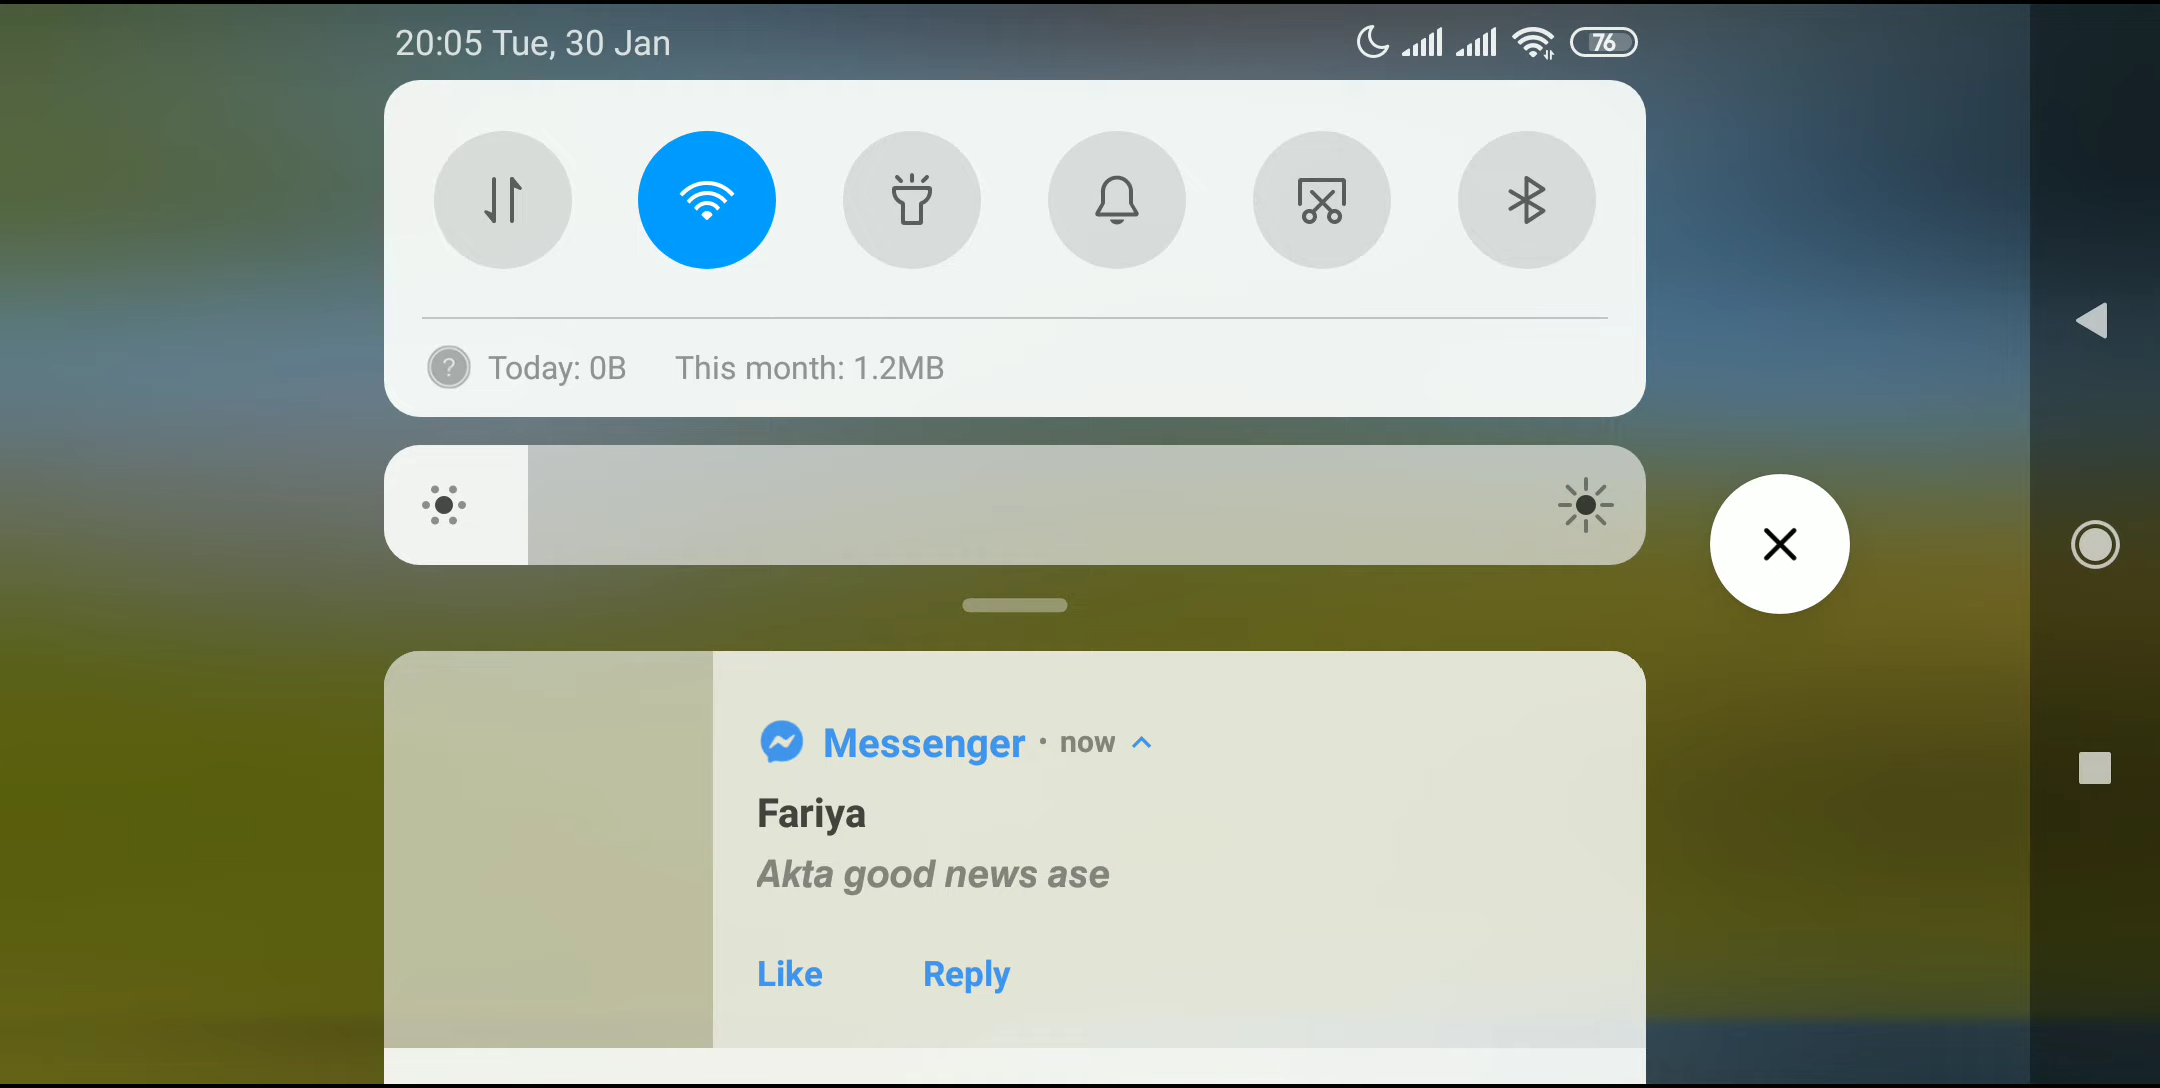 20:05 Tue, 30 Jan
76
Today: 0B This month: 1.2MB
Messenger · now
Fariya
Akta good news ase
Like Reply